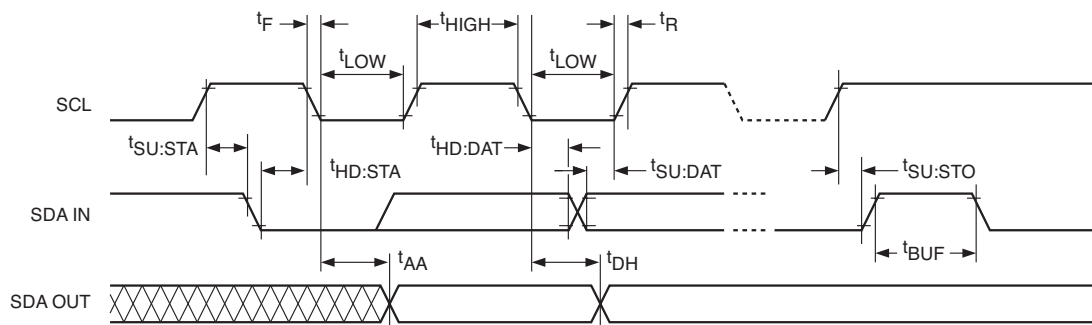 tF tHIGH tR
tLOW tLOW
SCL
tSU:STA tHD:STA tHD:DAT tSU:DAT tSU:STO
SDA IN
tBUF
tAA tDH
SDA OUT